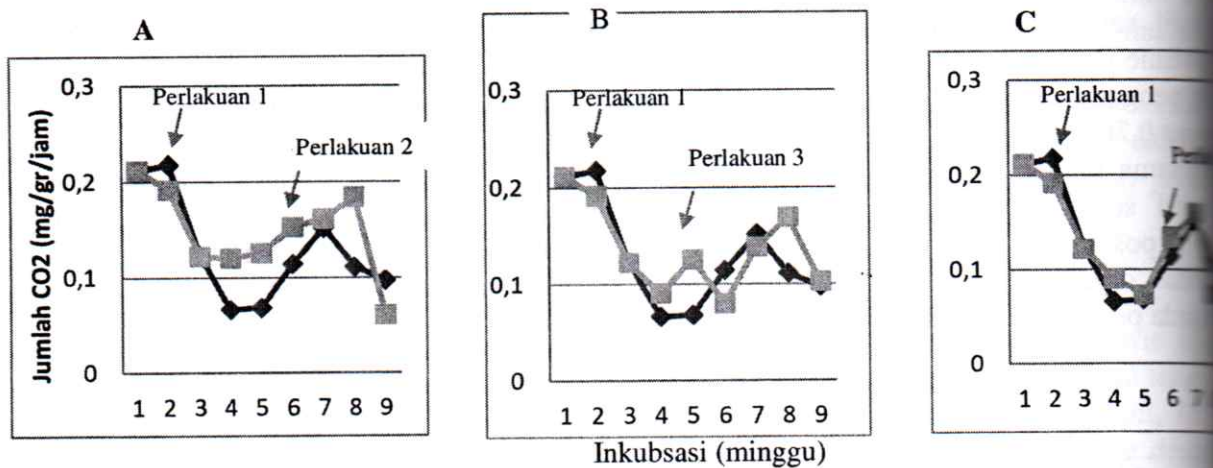 A
B
C
Jumlah CO2 (mg/gr/jam)
0,3
0,2
0,1
0
Perlakuan 1
Perlakuan 2
1 2 3 4 5 6 7 8 9
0,3
0,2
0,1
0
Perlakuan 1
Perlakuan 3
1 2 3 4 5 6 7 8 9
0,3
0,2
0,1
0
Perlakuan 1
1 2 3 4 5 6 7
Inkubsasi (minggu)